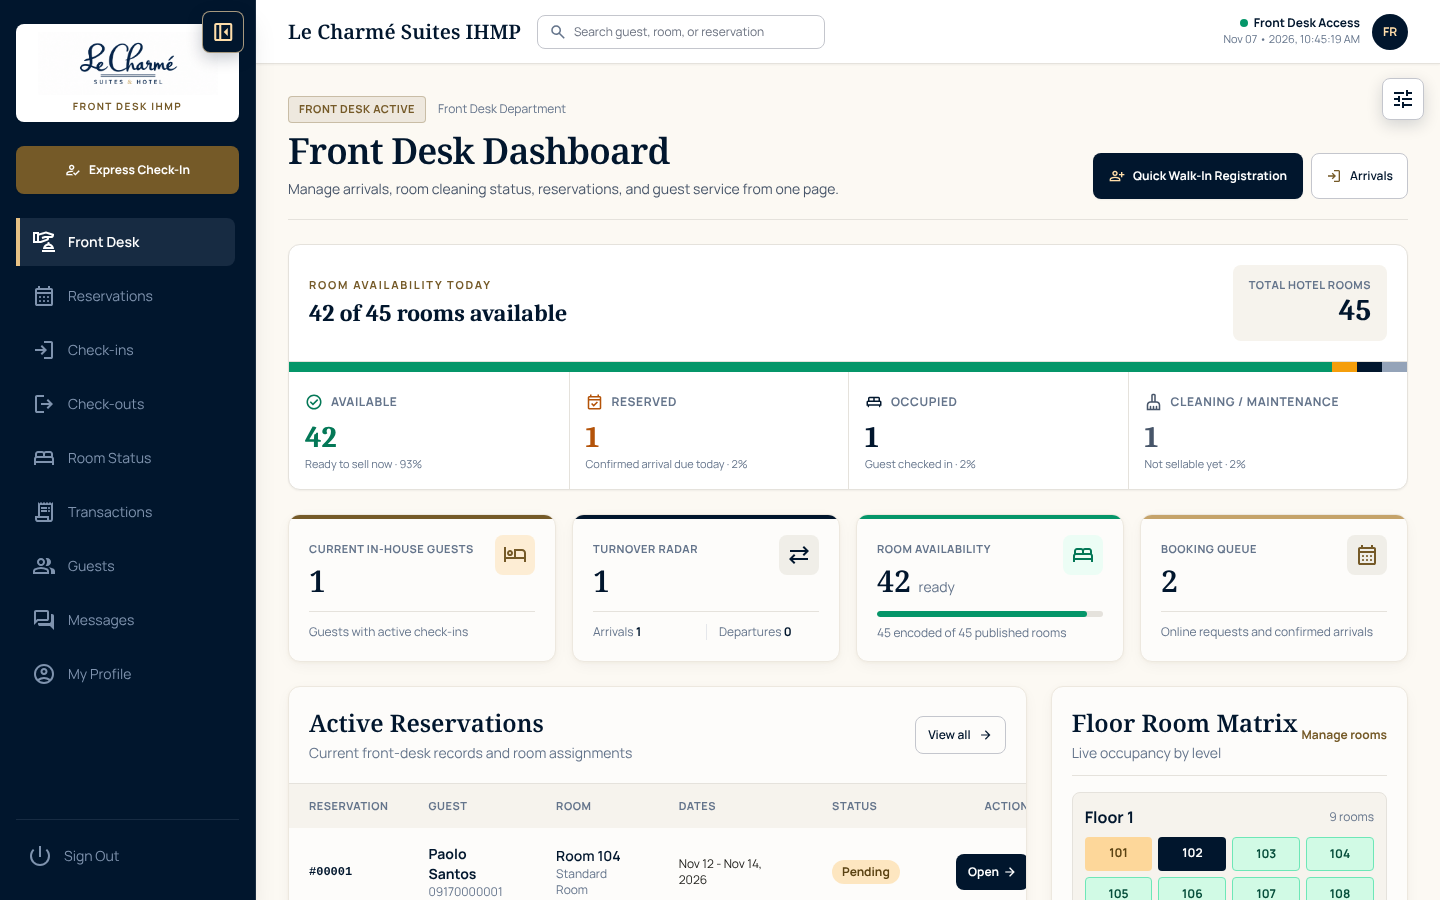 Le Charmé
SUITES & HOTEL
FRONT DESK IHMP
Express Check-In
Front Desk
Reservations
Check-ins
Check-outs
Room Status
Transactions
Guests
Messages
My Profile
Sign Out
Le Charmé Suites IHMP
Search guest, room, or reservation
Front Desk Access
Nov 07 • 2026, 10:45:19 AM
FR
FRONT DESK ACTIVE
Front Desk Department
Front Desk Dashboard
Manage arrivals, room cleaning status, reservations, and guest service from one page.
Quick Walk-In Registration
Arrivals
ROOM AVAILABILITY TODAY
42 of 45 rooms available
TOTAL HOTEL ROOMS
45
AVAILABLE
42
Ready to sell now · 93%
RESERVED
1
Confirmed arrival due today · 2%
OCCUPIED
1
Guest checked in · 2%
CLEANING / MAINTENANCE
1
Not sellable yet · 2%
CURRENT IN-HOUSE GUESTS
1
Guests with active check-ins
TURNOVER RADAR
1
Arrivals 1
Departures 0
ROOM AVAILABILITY
42 ready
45 encoded of 45 published rooms
BOOKING QUEUE
2
Online requests and confirmed arrivals
Active Reservations
Current front-desk records and room assignments
View all
RESERVATION GUEST ROOM DATES STATUS ACTION
#00001
Paolo
Santos
09170000001
Room 104
Standard
Room
Nov 12 - Nov 14,
2026
Pending
Open
Floor Room Matrix
Live occupancy by level
Manage rooms
Floor 1
9 rooms
101 102 103 104
105 106 107 108